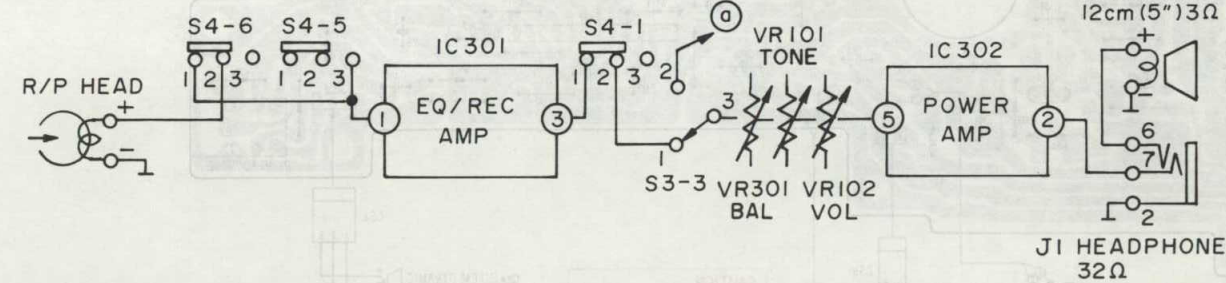 12cm (5") 3Ω
ⓐ
S4-6 S4-5 S4-1
VR101
TONE
IC301
IC302
R/P HEAD
+
-
1 2 3
1 2 3
1 2 3
2
1
3
① EQ/REC
AMP ③
S3-3
VR301
BAL
VR102
VOL
⑤ POWER
AMP ②
+
-
6
7
2
J1 HEADPHONE
32Ω